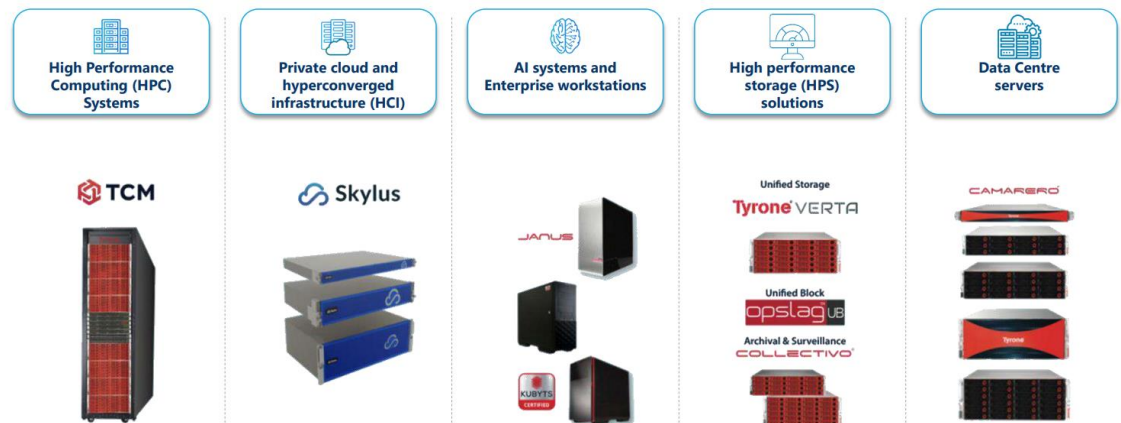 High Performance
Computing (HPC)
Systems
Private cloud and
hyperconverged
infrastructure (HCI)
AI systems and
Enterprise workstations
High performance
storage (HPS)
solutions
Data Centre
servers
TCM
Skylus
JANUS
KUBYTS
CERTIFIED
Unified Storage
Tyrone VERTA
Unified Block
opslag UB
Archival & Surveillance
COLLECTIVO
CAMARERO
Tyrone